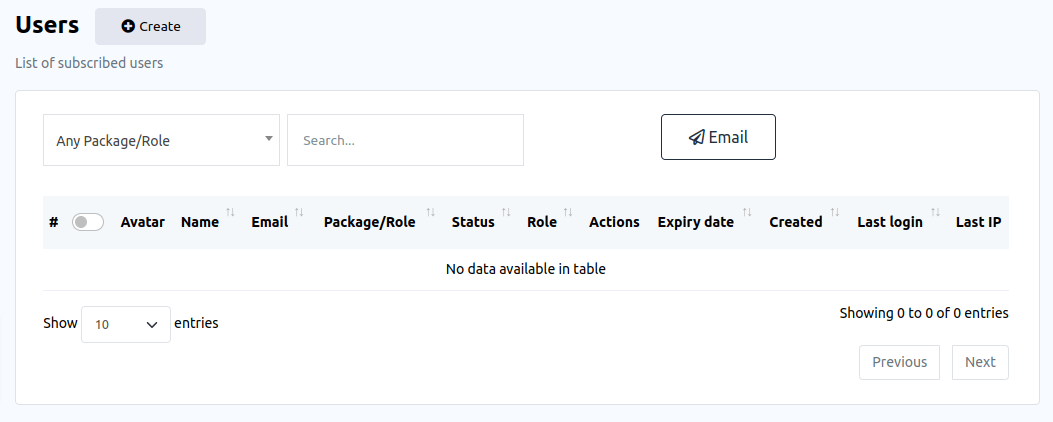 Users Create
List of subscribed users
Any Package/Role Search... Email
# Avatar Name Email Package/Role Status Role Actions Expiry date Created Last login Last IP
No data available in table
Show 10 entries
Showing 0 to 0 of 0 entries
Previous Next